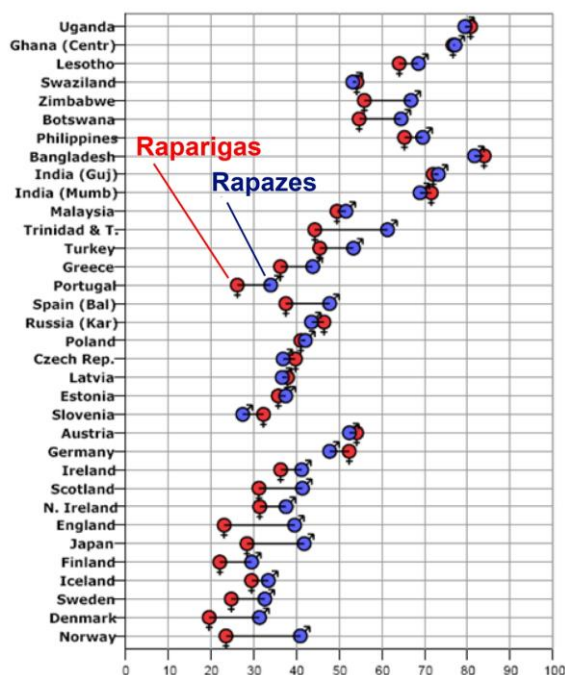 Uganda
Ghana (Centr)
Lesotho
Swaziland
Zimbabwe
Botswana
Philippines
Bangladesh
Raparigas
India (Guj)
Rapazes
India (Mumb)
Malaysia
Trinidad & T.
Turkey
Greece
Portugal
Spain (Bal)
Russia (Kar)
Poland
Czech Rep.
Latvia
Estonia
Slovenia
Austria
Germany
Ireland
Scotland
N. Ireland
England
Japan
Finland
Iceland
Sweden
Denmark
Norway
0 10 20 30 40 50 60 70 80 90 100